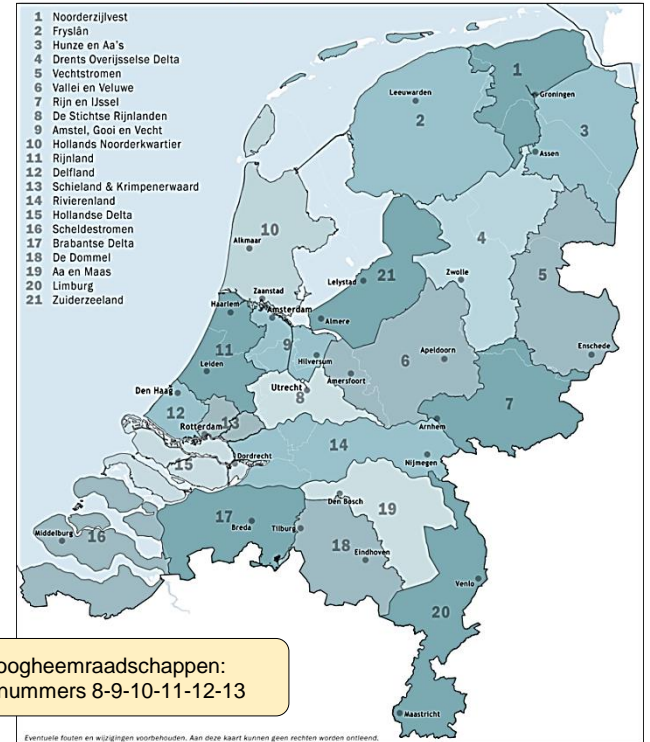 1 Noorderzijlvest
2 Fryslân
3 Hunze en Aa's
4 Drents Overijsselse Delta
5 Vechtstromen
6 Vallei en Veluwe
7 Rijn en IJssel
8 De Stichtse Rijnlanden
9 Amstel, Gooi en Vecht
10 Hollands Noorderkwartier
11 Rijnland
12 Delfland
13 Schieland & Krimpenerwaard
14 Rivierenland
15 Hollandse Delta
16 Scheldestromen
17 Brabantse Delta
18 De Dommel
19 Aa en Maas
20 Limburg
21 Zuiderzeeland
1
Leeuwarden
Groningen
2
3
Assen
10
Alkmaar
4
Lelystad
21
Zwolle
5
Zaanstad
Haarlem
Amsterdam
Almere
9
11
Hilversum
6
Apeldoorn
Enschede
Leiden
Amersfoort
Utrecht
8
Den Haag
7
12
13
Rotterdam
Arnhem
14
Dordrecht
15
Nijmegen
Den Bosch
19
17
16
Middelburg
Breda
Tilburg
18
Eindhoven
Venlo
20
Maastricht
oogheemraadschappen:
nummers 8-9-10-11-12-13
Eventuele fouten en wijzigingen voorbehouden. Aan deze kaart kunnen geen rechten worden ontleend.